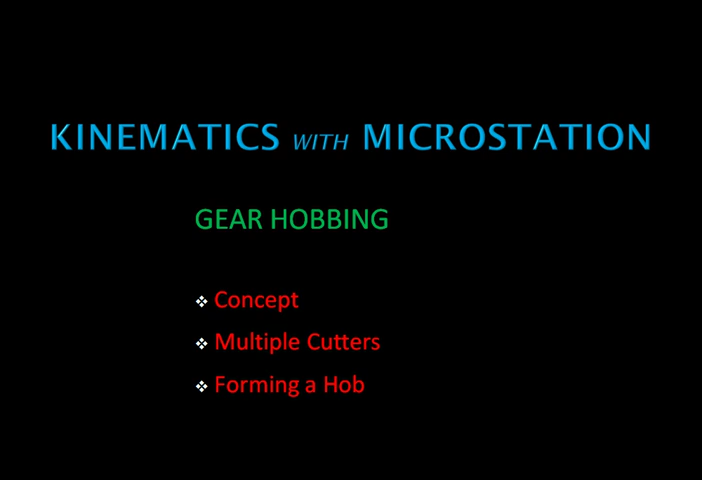 KINEMATICS WITH MICROSTATION
GEAR HOBBING
❖ Concept
❖ Multiple Cutters
❖ Forming a Hob